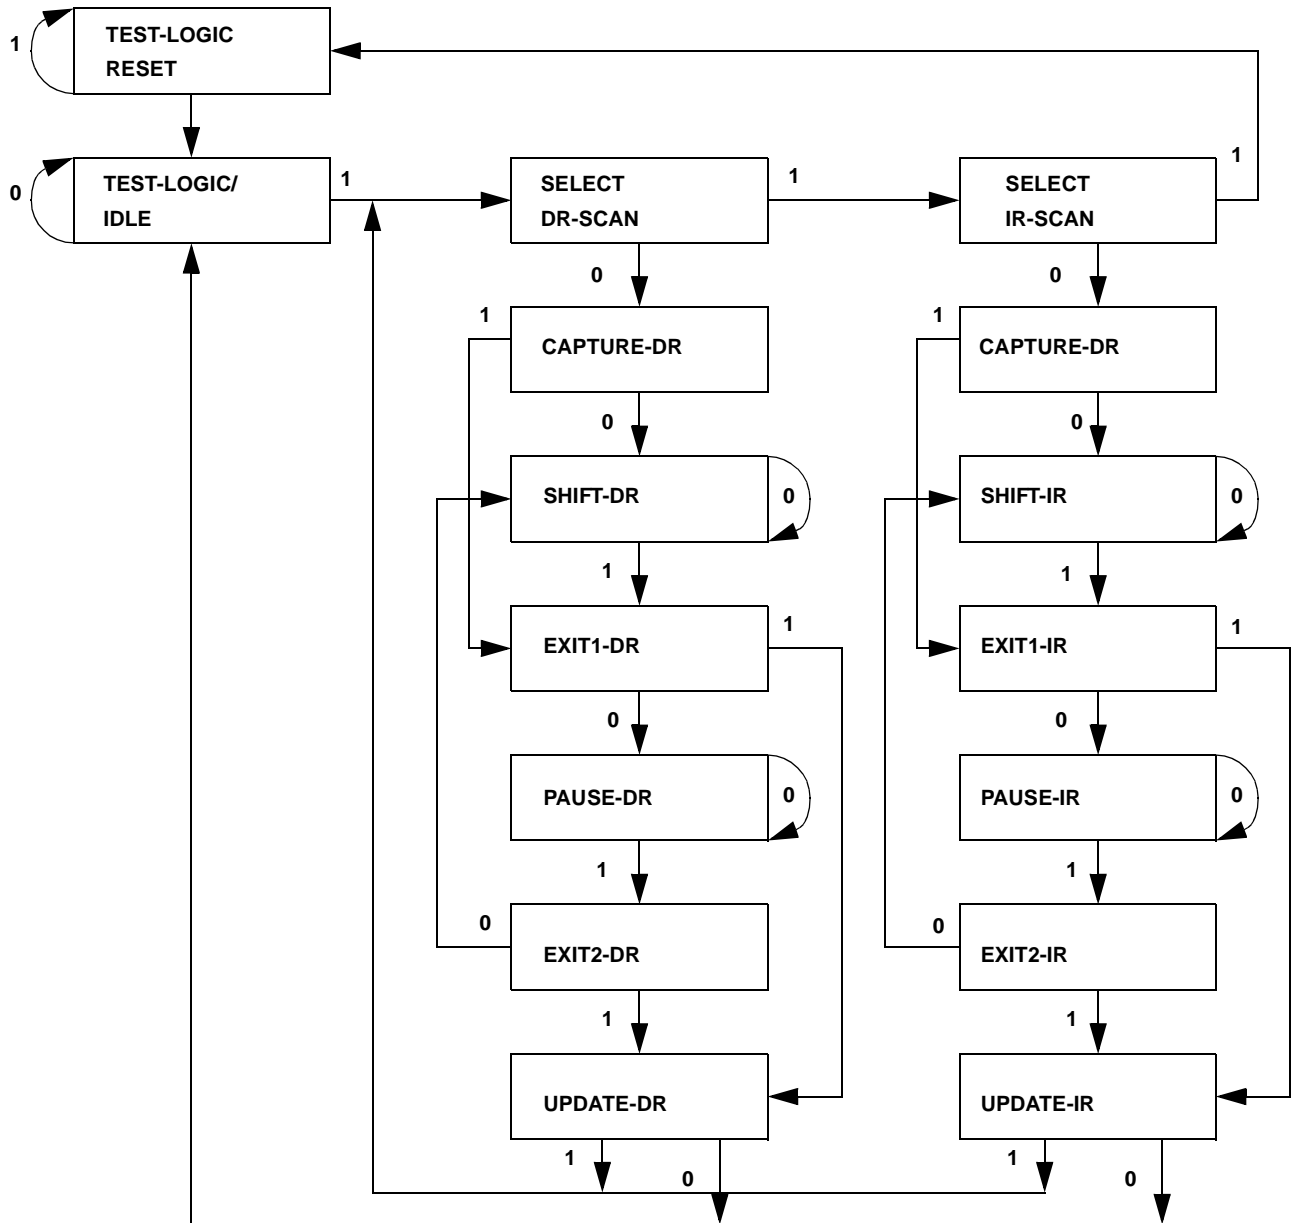 TEST-LOGIC
RESET
1
TEST-LOGIC/
IDLE
0
1
SELECT
DR-SCAN
1
SELECT
IR-SCAN
1
0
0
1
CAPTURE-DR
1
CAPTURE-DR
0
0
SHIFT-DR
0
SHIFT-IR
0
1
1
EXIT1-DR
1
EXIT1-IR
1
0
0
PAUSE-DR
0
PAUSE-IR
0
1
1
0
EXIT2-DR
0
EXIT2-IR
1
1
UPDATE-DR
UPDATE-IR
1
0
1
0